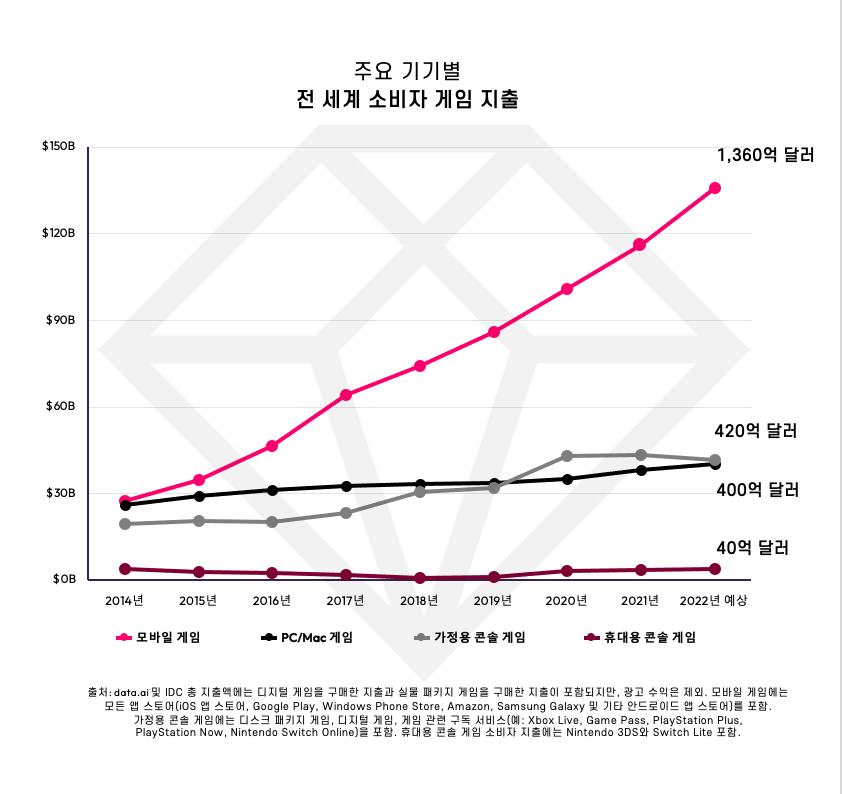 주요 기기별
전 세계 소비자 게임 지출
$150B
1,360억 달러
$120B
$90B
$60B
420억 달러
$30B
400억 달러
40억 달러
$0B
2014년 2015년 2016년 2017년 2018년 2019년 2020년 2021년 2022년 예상
모바일 게임 PC/Mac 게임 가정용 콘솔 게임 휴대용 콘솔 게임
출처: data.ai 및 IDC 총 지출액에는 디지털 게임을 구매한 지출과 실물 패키지 게임을 구매한 지출이 포함되지만, 광고 수익은 제외. 모바일 게임에는
모든 앱 스토어(iOS 앱 스토어, Google Play, Windows Phone Store, Amazon, Samsung Galaxy 및 기타 안드로이드 앱 스토어)를 포함.
가정용 콘솔 게임에는 디스크 패키지 게임, 디지털 게임, 게임 관련 구독 서비스(예: Xbox Live, Game Pass, PlayStation Plus,
PlayStation Now, Nintendo Switch Online)을 포함. 휴대용 콘솔 게임 소비자 지출에는 Nintendo 3DS와 Switch Lite 포함.